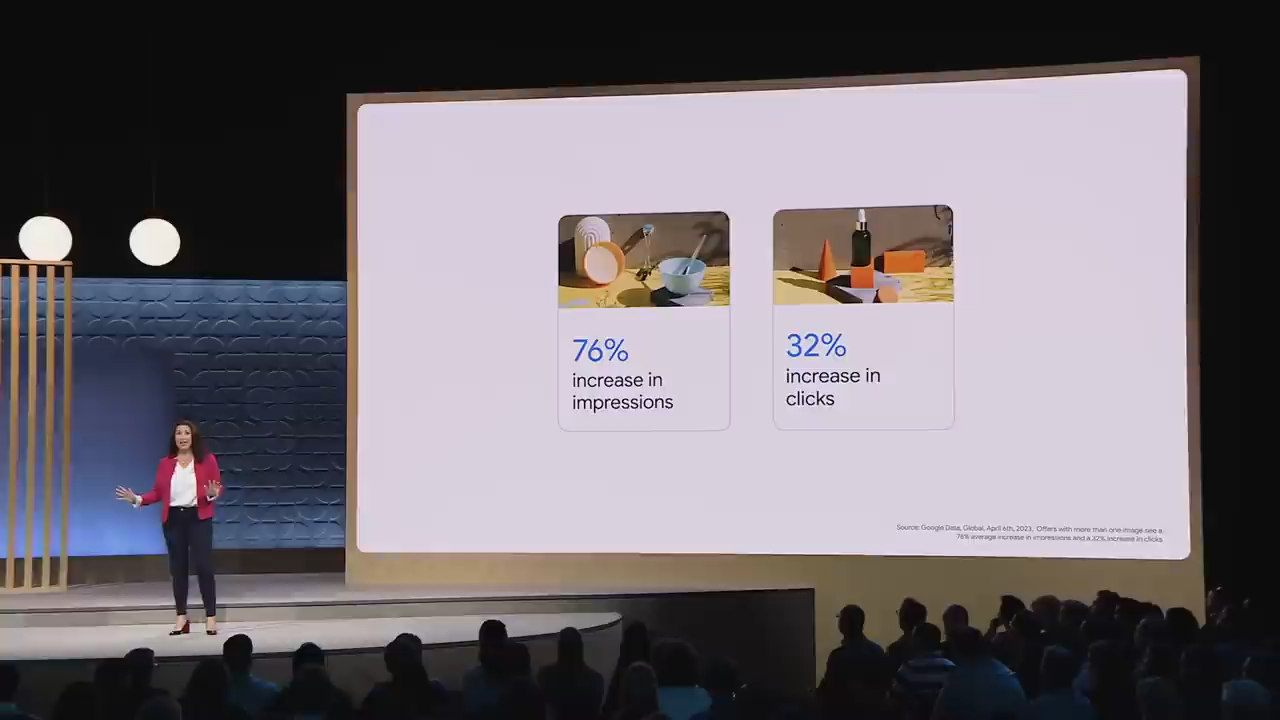 76%
increase in
impressions
32%
increase in
clicks
Source: Google Data, Global, April 6th, 2023. Offers with more than one image see a
76% average increase in impressions and a 32% increase in clicks